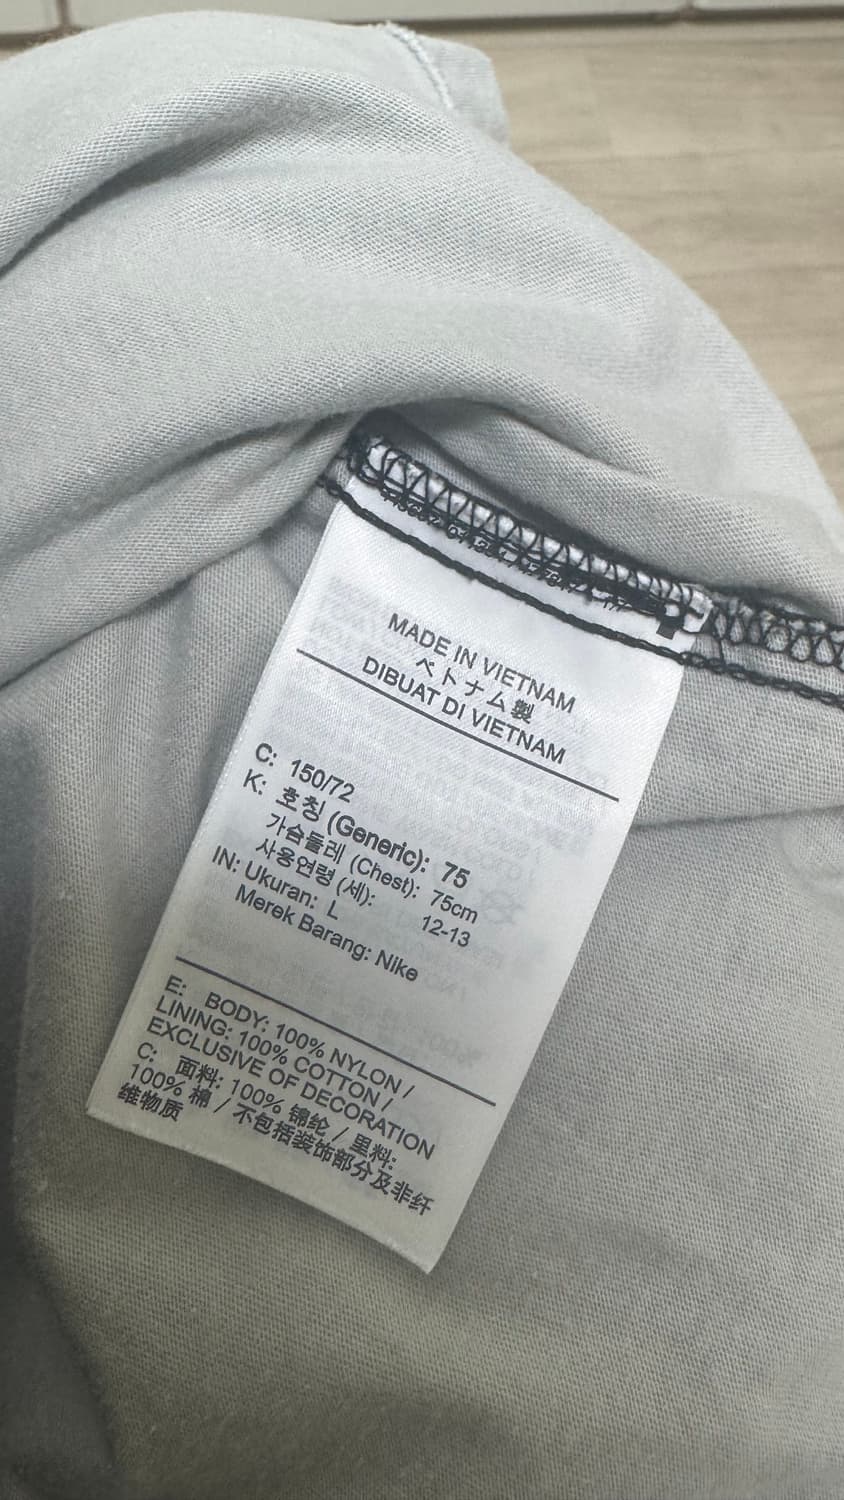 MADE IN VIETNAM
ベトナム製
DIBUAT DI VIETNAM
C: 150/72
K: 호칭 (Generic): 75
가슴둘레 (Chest): 75cm
사용연령 (세): 12-13
IN: Ukuran: L
Merek Barang: Nike
E: BODY: 100% NYLON /
LINING: 100% COTTON /
EXCLUSIVE OF DECORATION
C: 面料: 100% 锦纶 / 里料:
100% 棉 / 不包括装饰部分及非纤
维物质